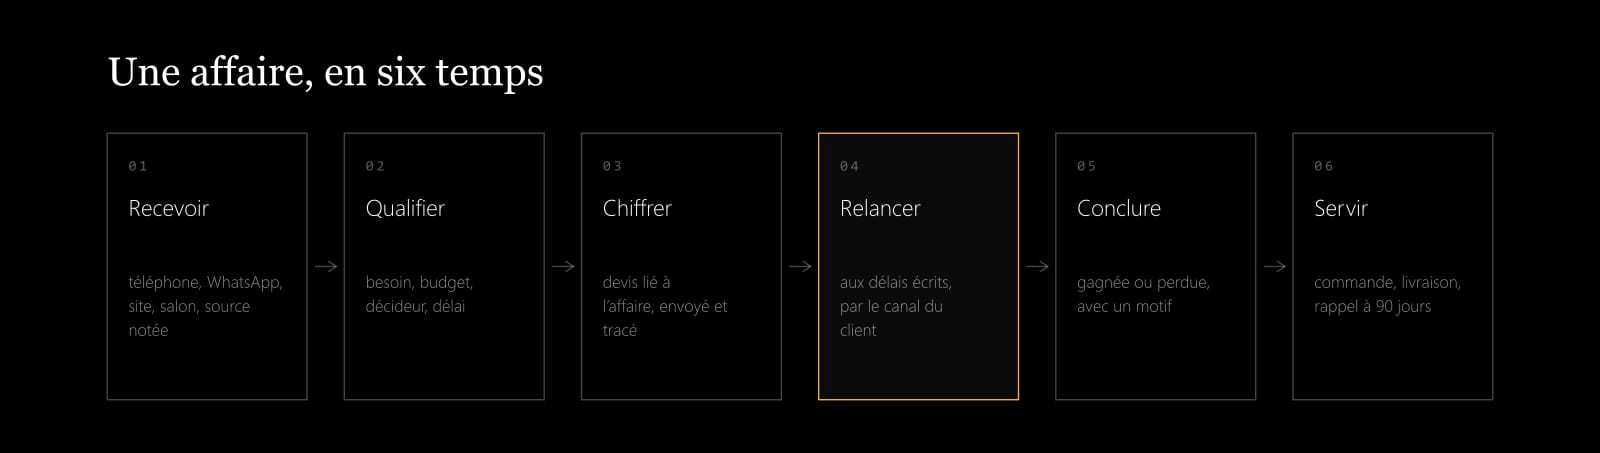 Une affaire, en six temps
01
Recevoir
téléphone, WhatsApp,
site, salon, source
notée
02
Qualifier
besoin, budget,
décideur, délai
03
Chiffrer
devis lié à
l’affaire, envoyé et
tracé
04
Relancer
aux délais écrits,
par le canal du
client
05
Conclure
gagnée ou perdue,
avec un motif
06
Servir
commande, livraison,
rappel à 90 jours